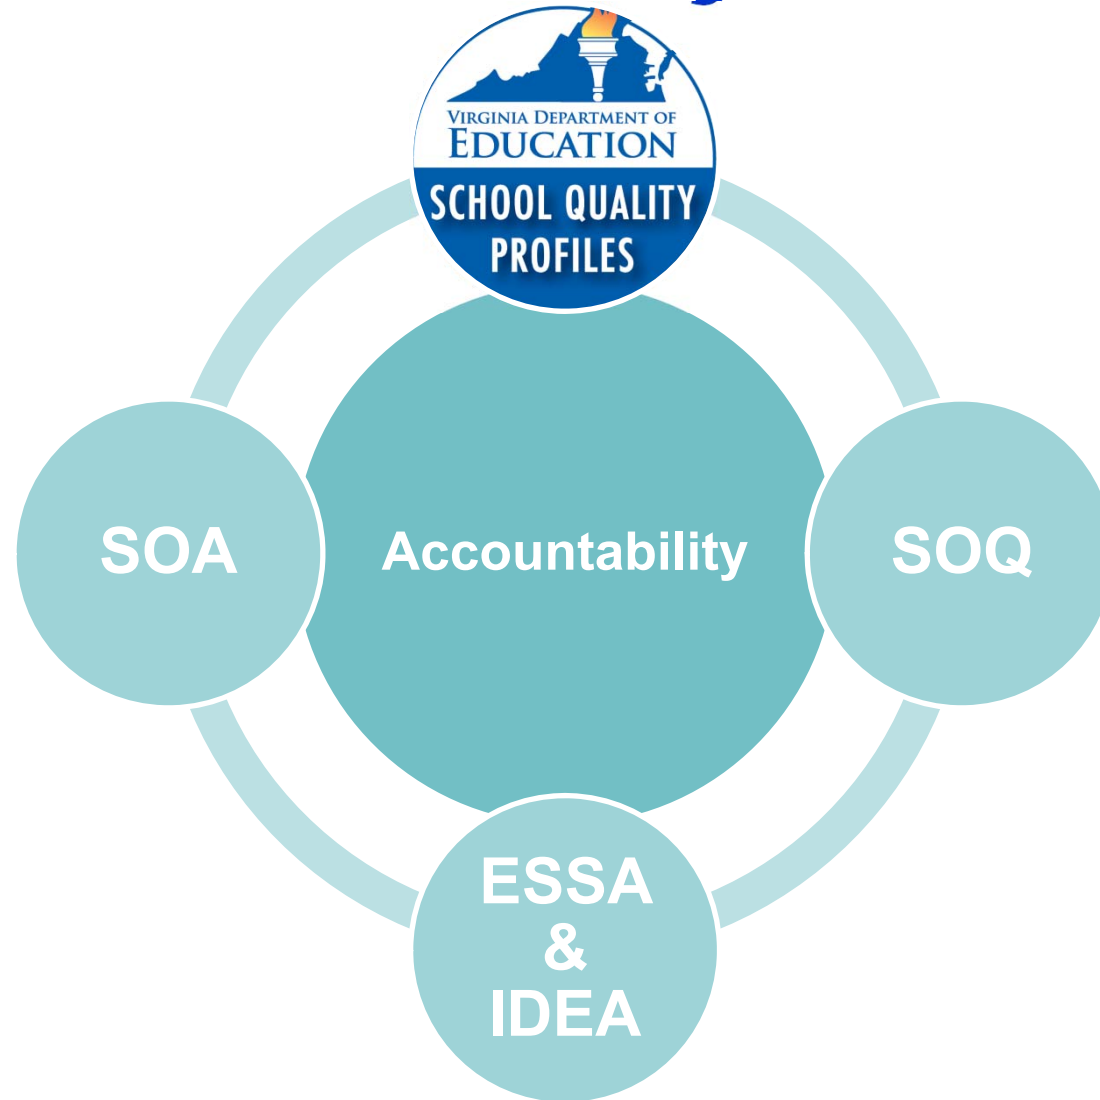 VIRGINIA DEPARTMENT OF
EDUCATION
SCHOOL QUALITY
PROFILES
SOA
Accountability
SOQ
ESSA
&
IDEA